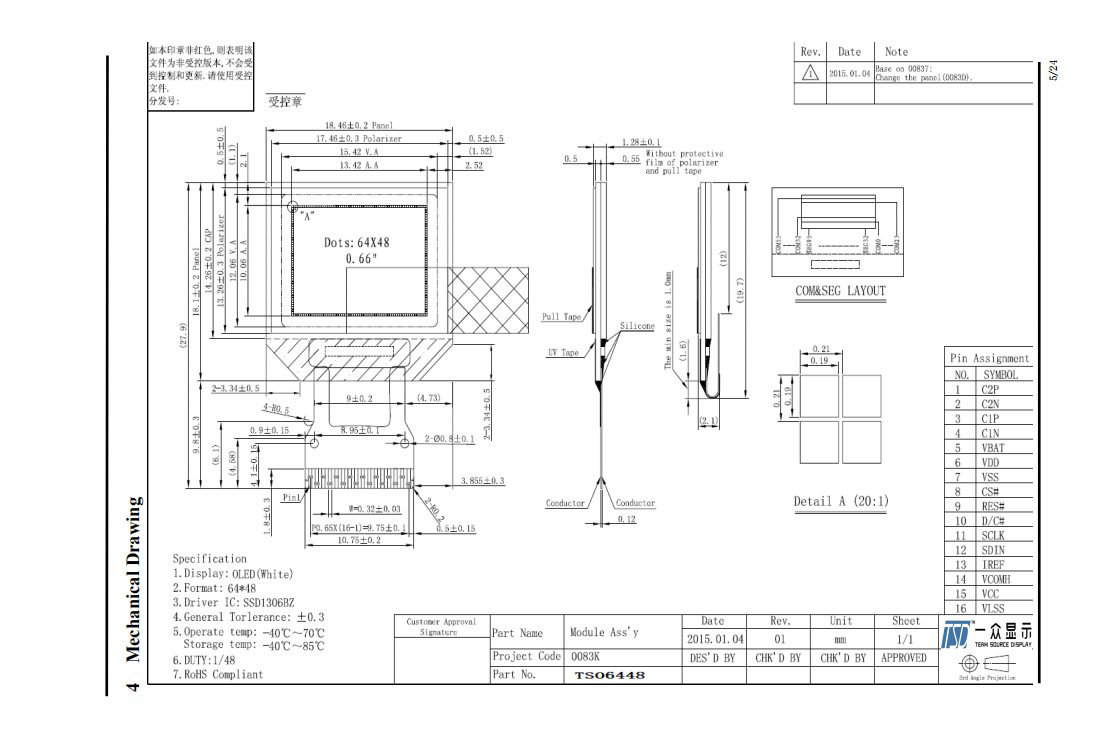 如本印章非红色,则表明该
文件为非受控版本,不会受
到控制和更新.请使用受控
文件.
分发号:
受控章
Rev. Date Note
1 2015.01.04 Base on 00837:
Change the panel(0083D).
5/24
18.46±0.2 Panel
17.46±0.3 Polarizer
15.42 V.A
13.42 A.A
0.5±0.5
(1.52)
2.52
0.5±0.5
(1.1)
2.1
"A"
Dots:64X48
0.66"
(27.9)
18.1±0.2 Panel
14.26±0.2 CAP
13.26±0.3 Polarizer
12.06 V.A
10.06 A.A
2-3.34±0.5
9±0.2
(4.73)
2-3.34±0.5
4-R0.5
0.9±0.15
8.95±0.1
2-Ø0.8±0.1
9.8±0.3
(6.1)
(4.68)
4.1±0.15
1.8±0.3
3.855±0.3
Pin1
W=0.32±0.03
2-R0.2
P0.65X(16-1)=9.75±0.1
0.5±0.15
10.75±0.2
1.28±0.1
0.5
0.55
Without protective
film of polarizer
and pull tape
Pull Tape
Silicone
UV Tape
Conductor
Conductor
0.12
The min size is 1.0mm
(1.6)
(12)
(19.7)
(2.1)
COM0
COM&SEG LAYOUT
0.21
0.19
0.21
0.19
Detail A (20:1)
Pin Assignment
NO. SYMBOL
1 C2P
2 C2N
3 C1P
4 C1N
5 VBAT
6 VDD
7 VSS
8 CS#
9 RES#
10 D/C#
11 SCLK
12 SDIN
13 IREF
14 VCOMH
15 VCC
16 VLSS
4 Mechanical Drawing
Specification
1.Display:OLED(White)
2.Format:64*48
3.Driver IC:SSD1306BZ
4.General Torlerance: ±0.3
5.Operate temp: -40℃~70℃
Storage temp: -40℃~85℃
6.DUTY:1/48
7.RoHS Compliant
Customer Approval
Signature
Part Name Module Ass'y
Project Code 0083K
Part No. TSO6448
Date Rev. Unit Sheet
2015.01.04 01 mm 1/1
DES'D BY CHK'D BY CHK'D BY APPROVED
TSD 一众显示
TEAM SOURCE DISPLAY
3rd Angle Projection